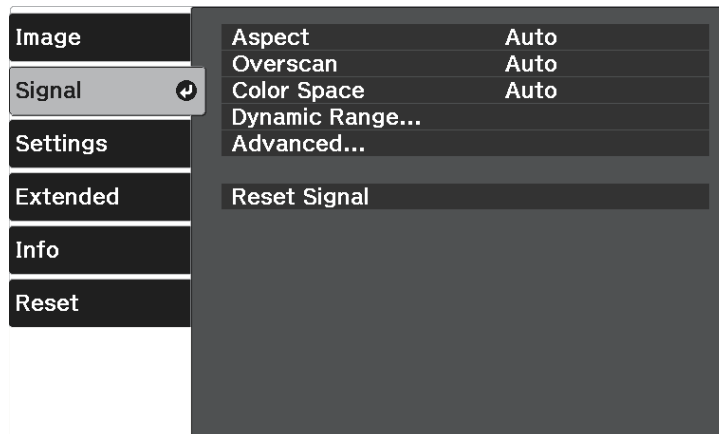 Image
Signal
Settings
Extended
Info
Reset
Aspect Auto
Overscan Auto
Color Space Auto
Dynamic Range...
Advanced...
Reset Signal